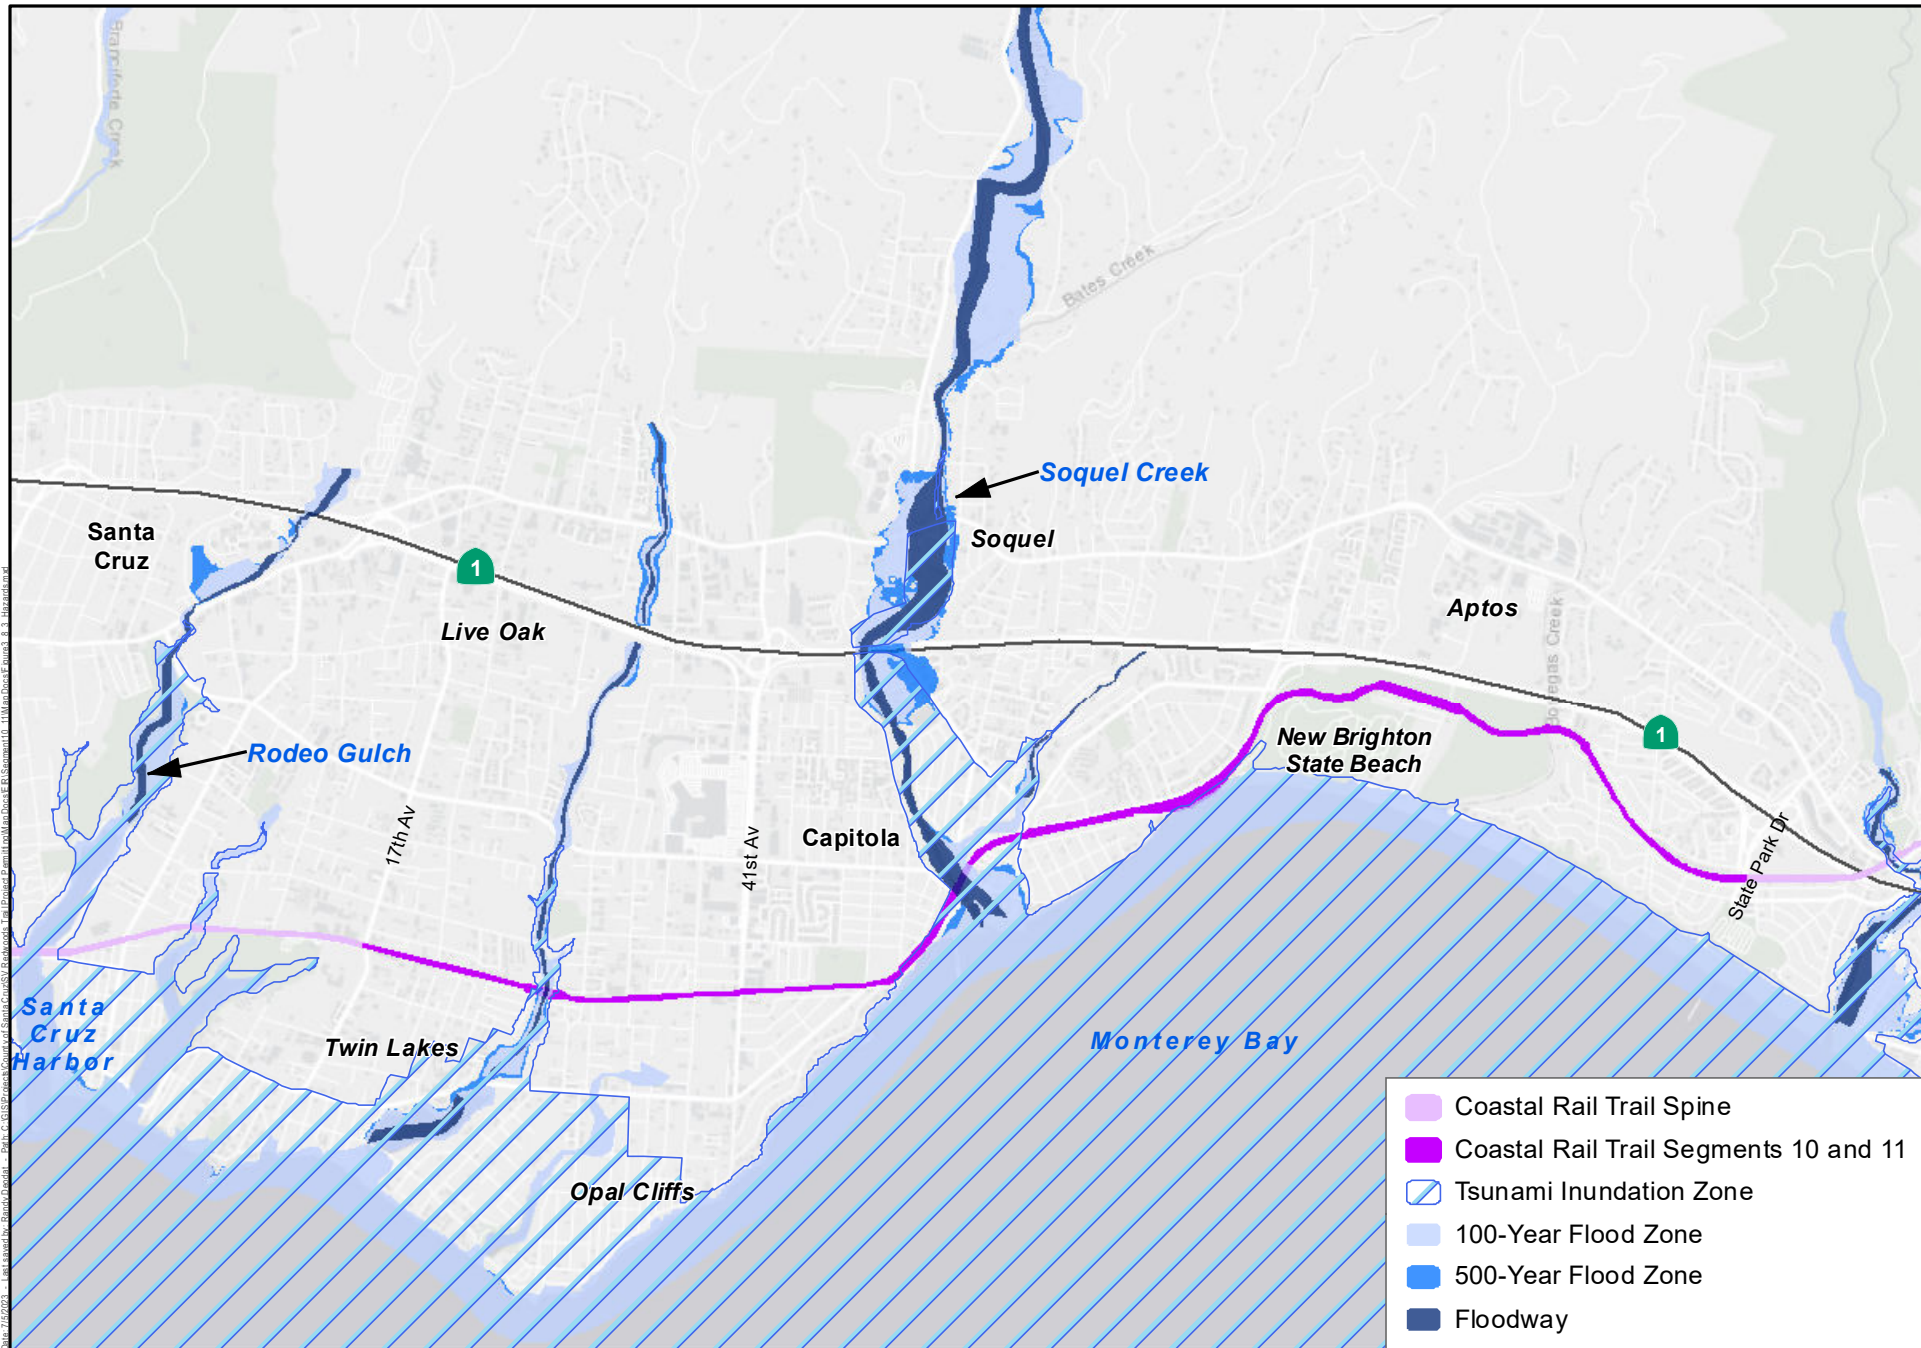 Branciforte Creek
Bates Creek
Soquel Creek
Santa
Cruz
Soquel
1
Live Oak
Aptos
Rodeo Gulch
New Brighton
State Beach
1
17th Av
41st Av
Capitola
State Park Dr
Santa
Cruz
Harbor
Twin Lakes
Monterey Bay
Opal Cliffs
Coastal Rail Trail Spine
Coastal Rail Trail Segments 10 and 11
Tsunami Inundation Zone
100-Year Flood Zone
500-Year Flood Zone
Floodway